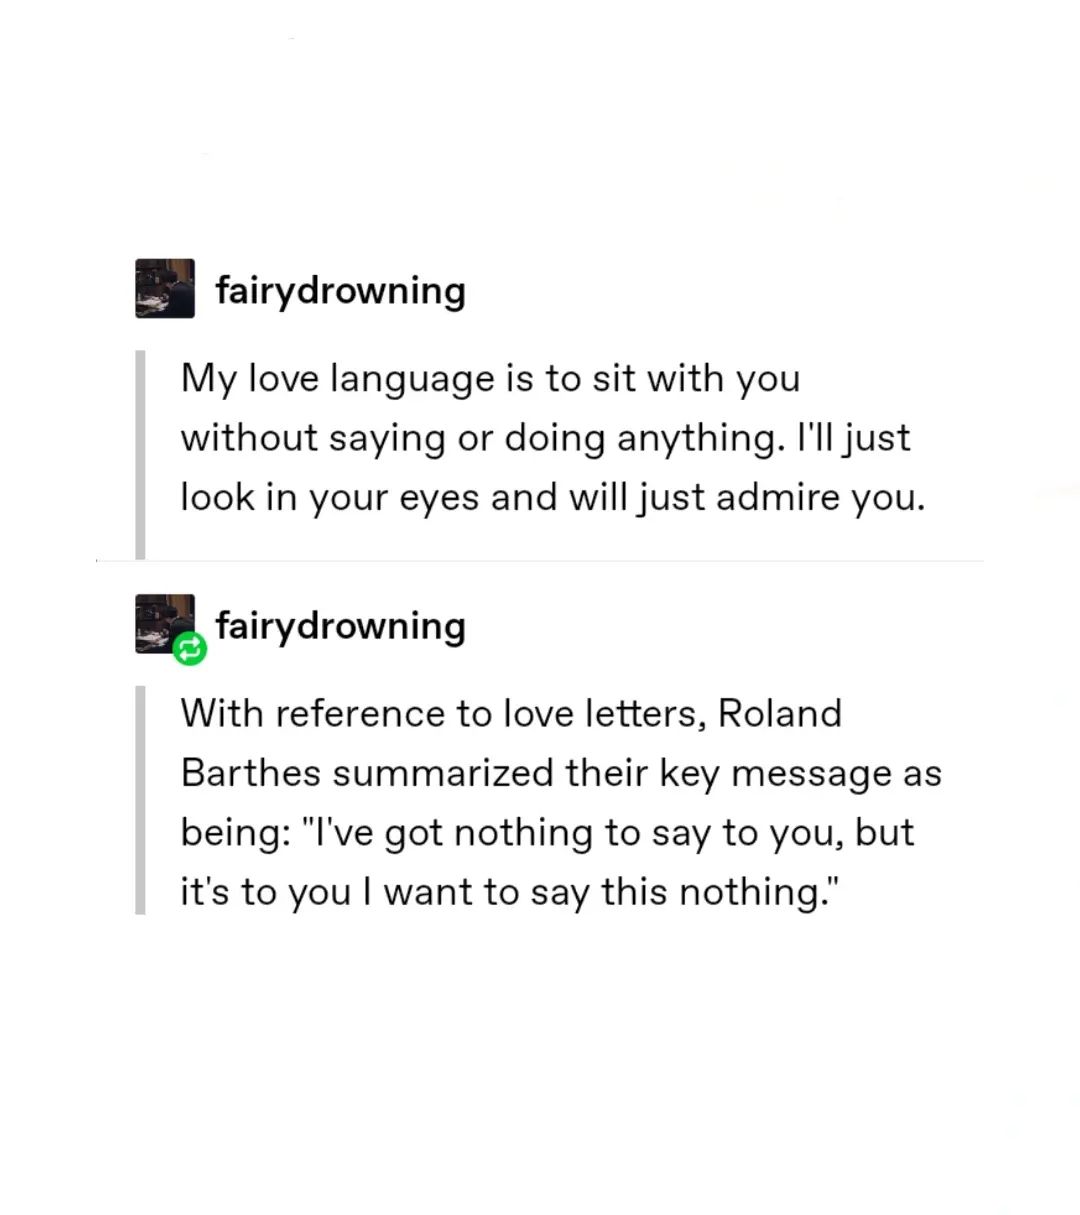 fairydrowning
My love language is to sit with you
without saying or doing anything. I'll just
look in your eyes and will just admire you.
fairydrowning
With reference to love letters, Roland
Barthes summarized their key message as
being: "I've got nothing to say to you, but
it's to you I want to say this nothing."